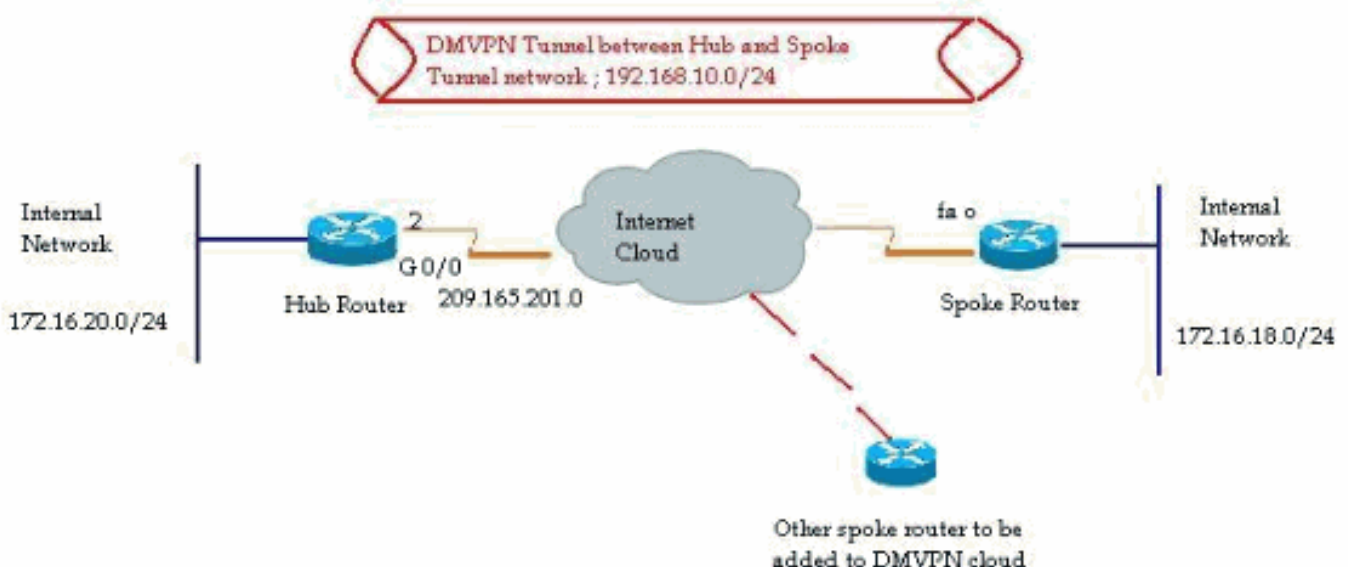 DMVPN Tunnel between Hub and Spoke
Tunnel network ; 192.168.10.0/24
Internal
Network
172.16.20.0/24
2
G 0/0
Hub Router
209.165.201.0
Internet
Cloud
fa o
Spoke Router
Internal
Network
172.16.18.0/24
Other spoke router to be
added to DMVPN cloud